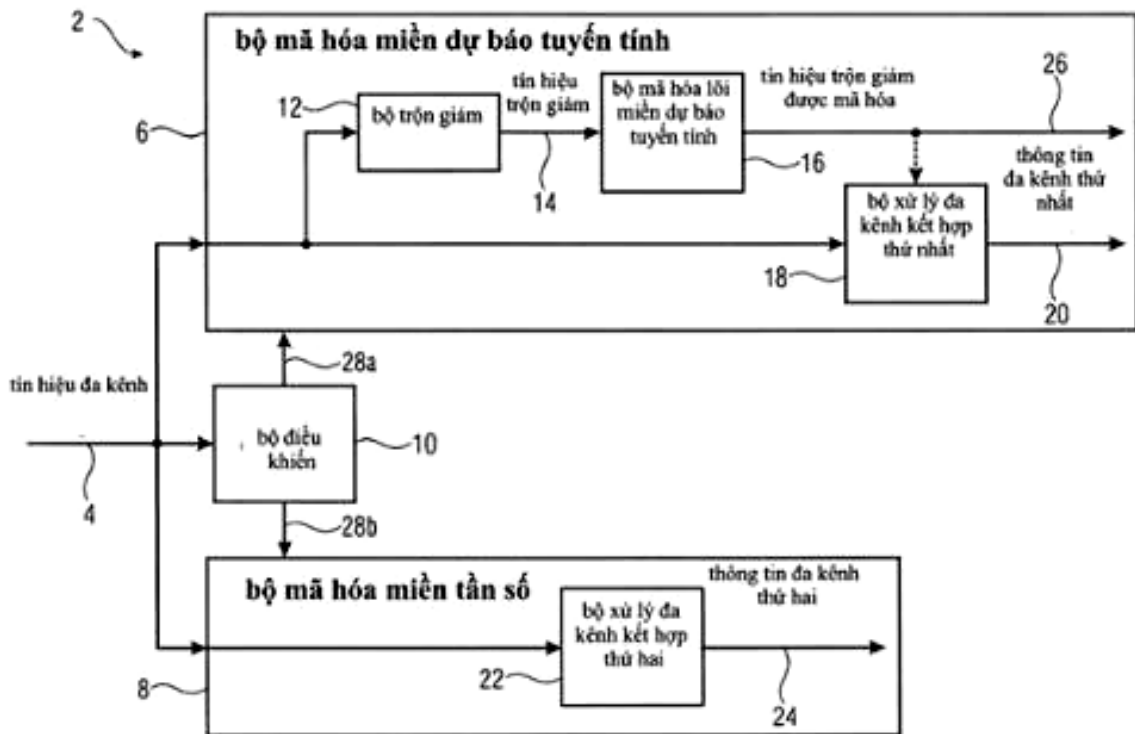 2
bộ mã hóa miền dự báo tuyến tính
12
bộ trộn giảm
tín hiệu
trộn giảm
14
bộ mã hóa lõi
miền dự báo
tuyến tính
16
tín hiệu trộn giảm
được mã hóa
26
6
thông tin
đa kênh thứ
nhất
bộ xử lý đa
kênh kết hợp
thứ nhất
18
20
28a
tín hiệu đa kênh
4
bộ điều
khiển
10
28b
bộ mã hóa miền tần số
thông tin đa kênh
thứ hai
bộ xử lý đa
kênh kết hợp
thứ hai
22
24
8